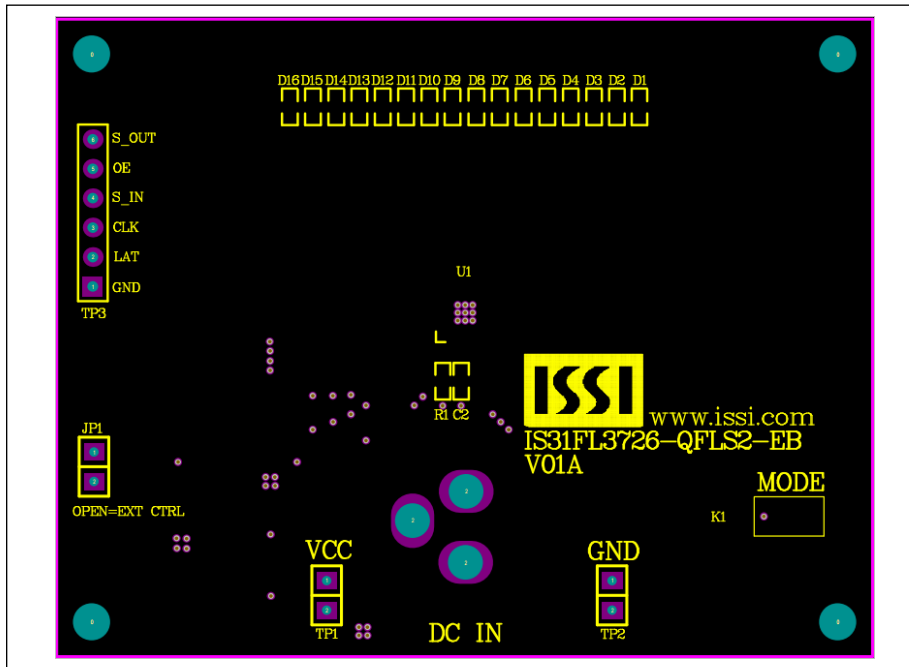 D16 D15 D14 D13 D12 D11 D10 D9 D8 D7 D6 D5 D4 D3 D2 D1
S_OUT
OE
S_IN
CLK
LAT
GND
TP3
U1
R1 C2
ISSI
www.issi.com
IS31FL3726-QFLS2-EB
V01A
JP1
OPEN=EXT CTRL
MODE
K1
VCC
GND
TP1
DC IN
TP2